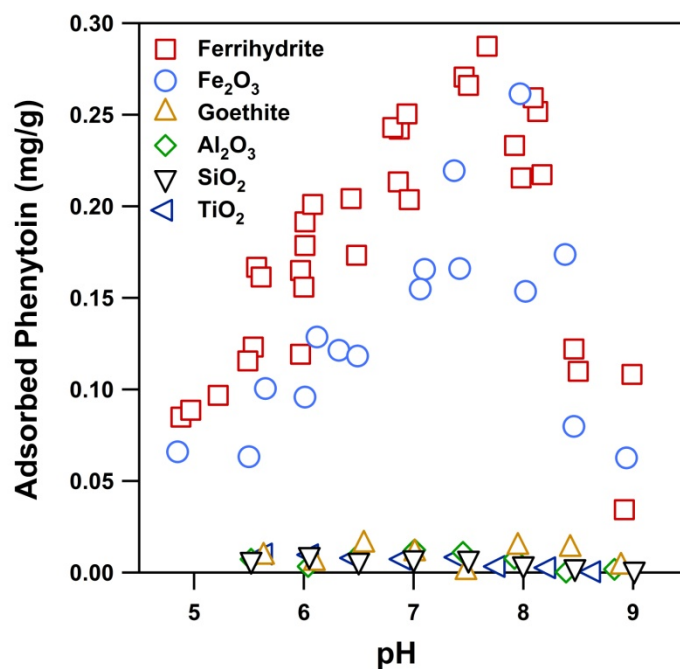 0.30
0.25
0.20
0.15
0.10
0.05
0.00
Adsorbed Phenytoin (mg/g)
Ferrihydrite
Fe₂O₃
Goethite
Al₂O₃
SiO₂
TiO₂
5 6 7 8 9
pH